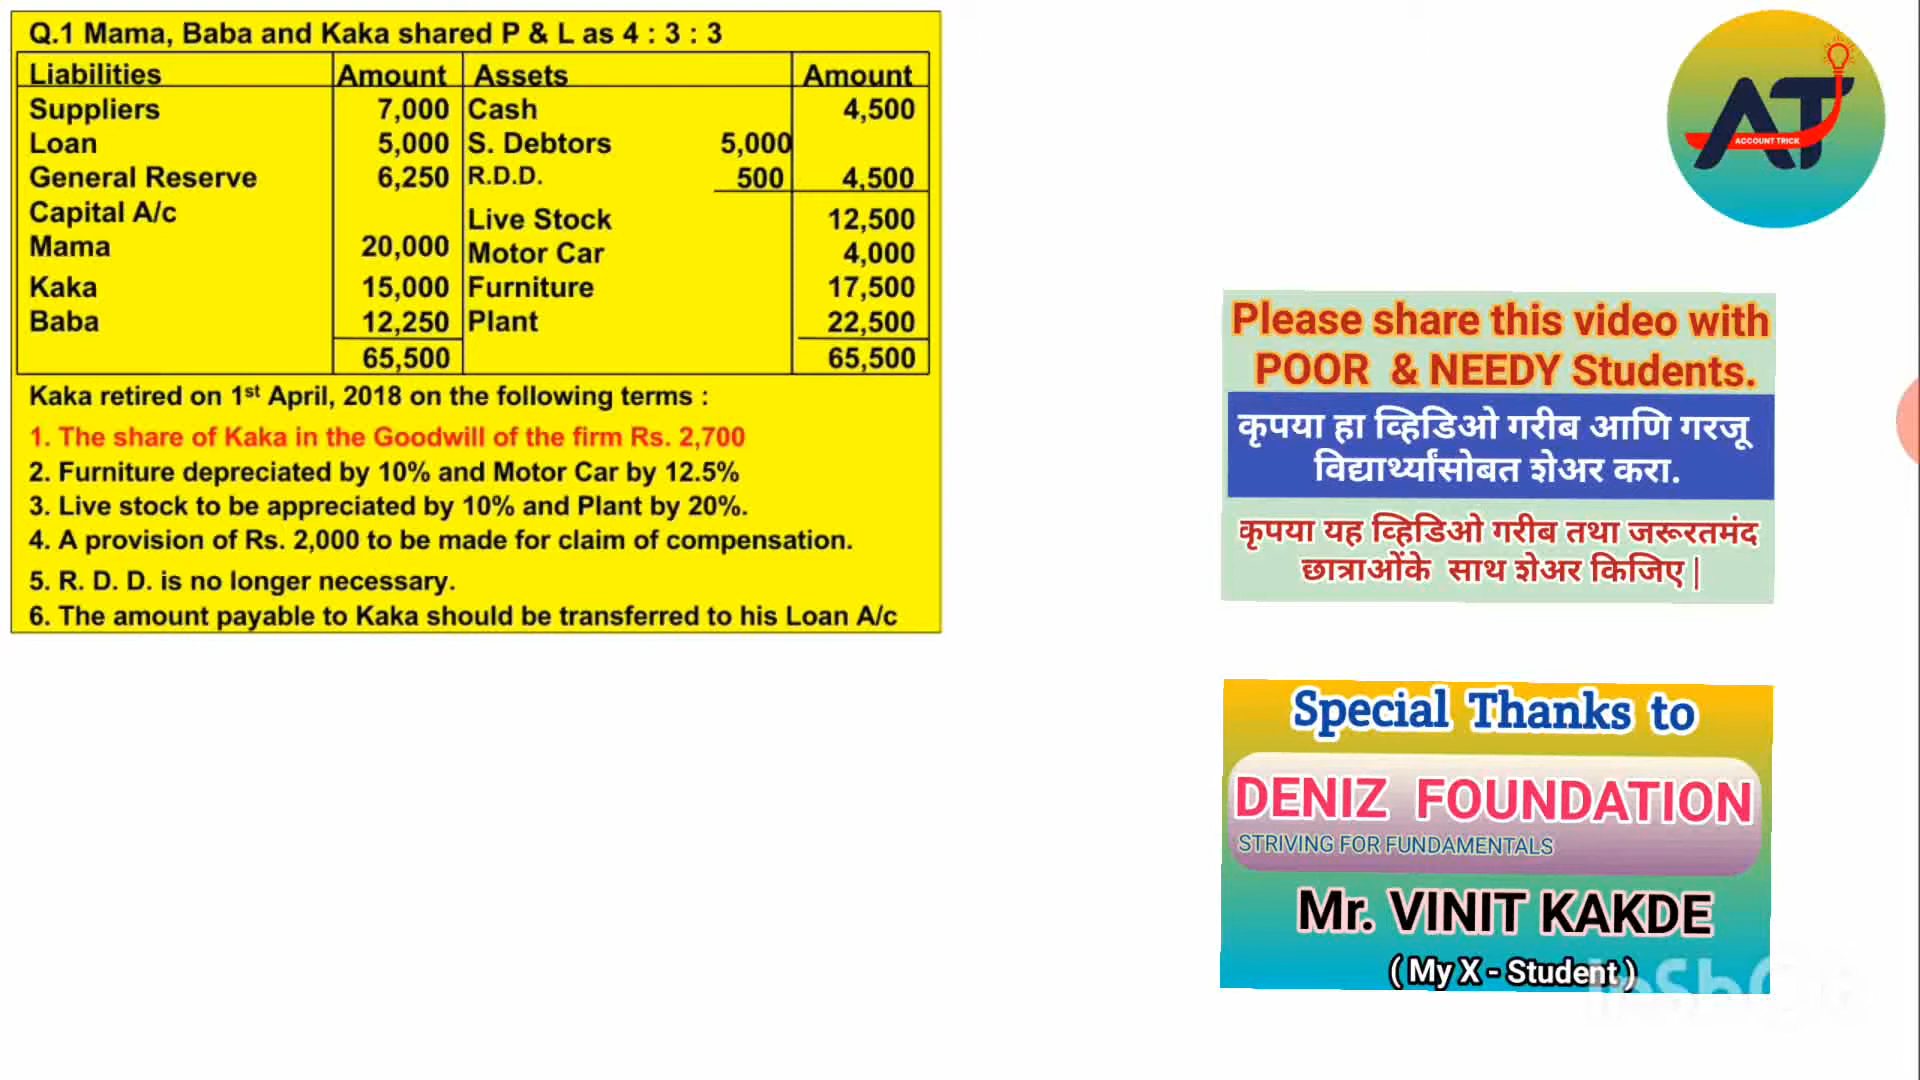 Q.1 Mama, Baba and Kaka shared P & L as 4 : 3 : 3
Liabilities Amount Assets Amount
Suppliers 7,000 Cash 4,500
Loan 5,000 S. Debtors 5,000
General Reserve 6,250 R.D.D. 500 4,500
Capital A/c Live Stock 12,500
Mama 20,000 Motor Car 4,000
Kaka 15,000 Furniture 17,500
Baba 12,250 Plant 22,500
65,500 65,500
Kaka retired on 1st April, 2018 on the following terms :
1. The share of Kaka in the Goodwill of the firm Rs. 2,700
2. Furniture depreciated by 10% and Motor Car by 12.5%
3. Live stock to be appreciated by 10% and Plant by 20%.
4. A provision of Rs. 2,000 to be made for claim of compensation.
5. R. D. D. is no longer necessary.
6. The amount payable to Kaka should be transferred to his Loan A/c
AT
ACCOUNT TRICK
Please share this video with
POOR & NEEDY Students.
कृपया हा व्हिडिओ गरीब आणि गरजू
विद्यार्थ्यांसोबत शेअर करा.
कृपया यह व्हिडिओ गरीब तथा जरूरतमंद
छात्राओंके साथ शेअर किजिए |
Special Thanks to
DENIZ FOUNDATION
STRIVING FOR FUNDAMENTALS
Mr. VINIT KAKDE
( My X - Student )